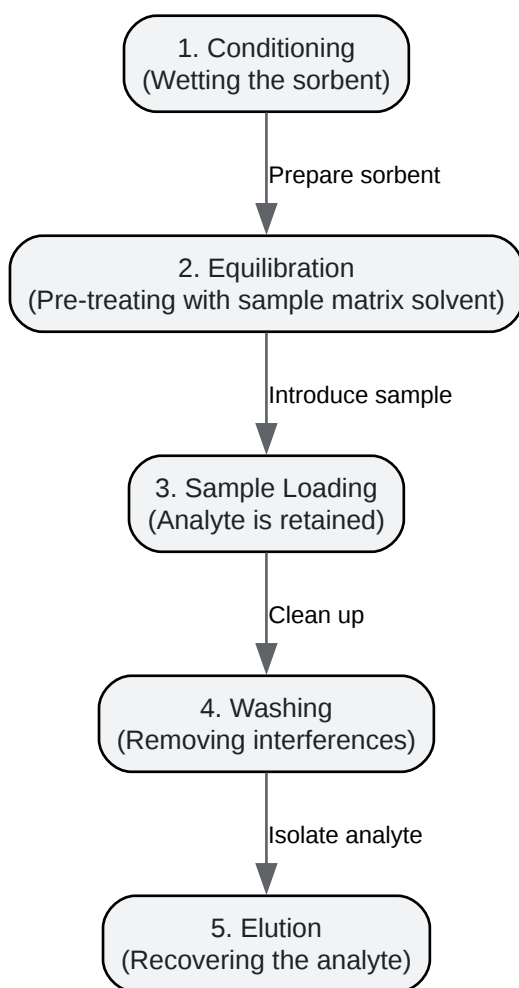 1. Conditioning
(Wetting the sorbent)
Prepare sorbent
2. Equilibration
(Pre-treating with sample matrix solvent)
Introduce sample
3. Sample Loading
(Analyte is retained)
Clean up
4. Washing
(Removing interferences)
Isolate analyte
5. Elution
(Recovering the analyte)